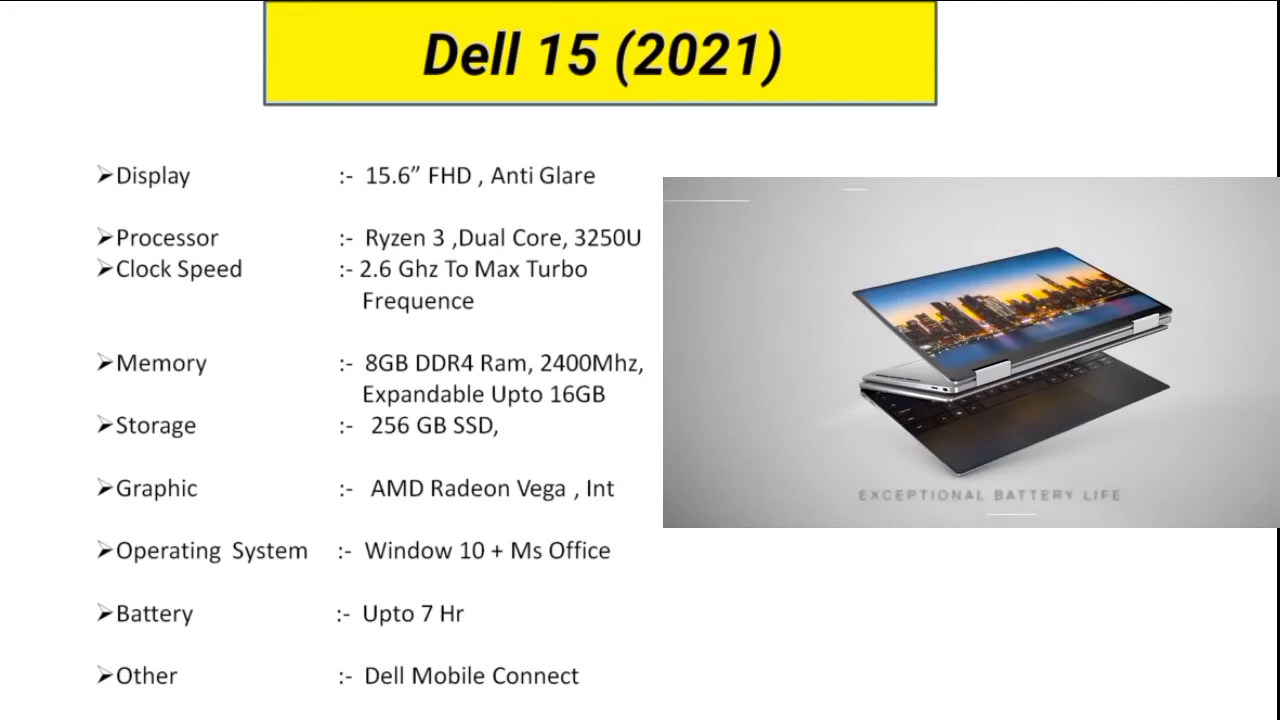 Dell 15 (2021)
➢Display :- 15.6” FHD , Anti Glare
➢Processor :- Ryzen 3 ,Dual Core, 3250U
➢Clock Speed :- 2.6 Ghz To Max Turbo
Frequence
➢Memory :- 8GB DDR4 Ram, 2400Mhz,
Expandable Upto 16GB
➢Storage :- 256 GB SSD,
➢Graphic :- AMD Radeon Vega , Int
➢Operating System :- Window 10 + Ms Office
➢Battery :- Upto 7 Hr
➢Other :- Dell Mobile Connect
EXCEPTIONAL BATTERY LIFE